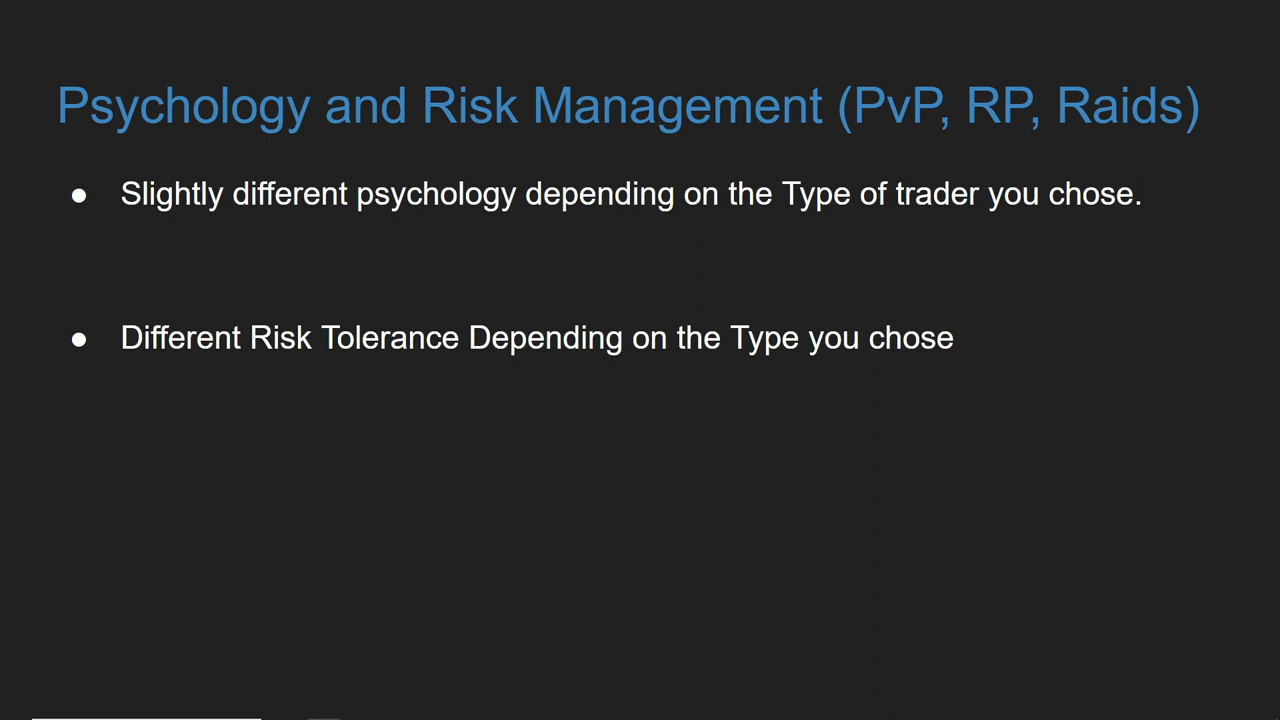 Psychology and Risk Management (PvP, RP, Raids)
● Slightly different psychology depending on the Type of trader you chose.
● Different Risk Tolerance Depending on the Type you chose